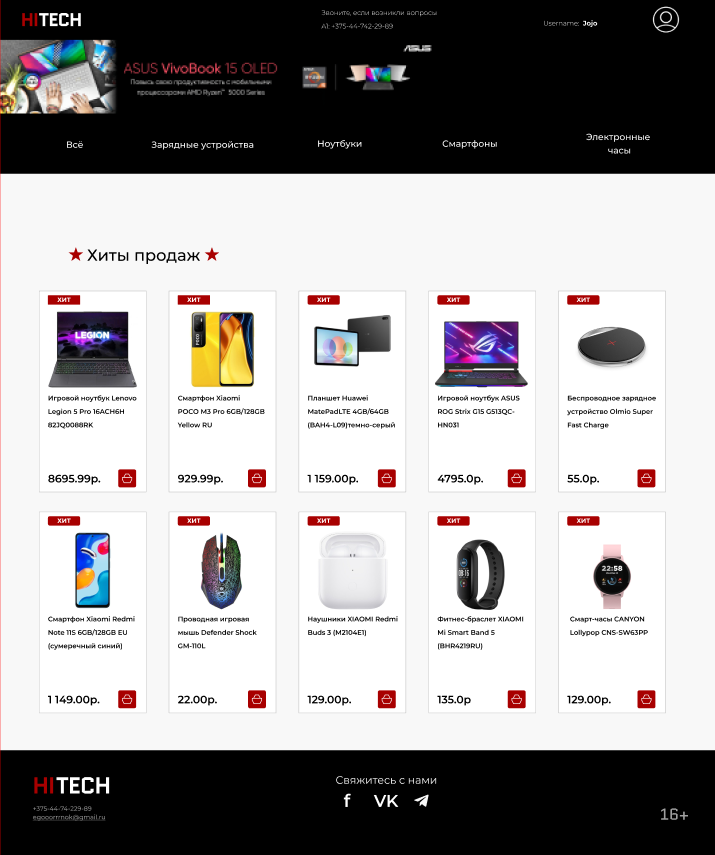 HITECH
Звоните, если возникли вопросы
A1: +375-44-742-29-89
Username: Jojo
ASUS
ASUS VivoBook 15 OLED
Повысь свою продуктивность с мобильными
процессорами AMD Ryzen™ 5000 Series
Всё
Зарядные устройства
Ноутбуки
Смартфоны
Электронные
часы
★ Хиты продаж ★
ХИТ
LEGION
Игровой ноутбук Lenovo
Legion 5 Pro 16ACH6H
82JQ0088RK
8695.99р.
ХИТ
POCO
Смартфон Xiaomi
POCO M3 Pro 6GB/128GB
Yellow RU
929.99р.
ХИТ
Планшет Huawei
MatePadLTE 4GB/64GB
(BAH4-L09)темно-серый
1 159.00р.
ХИТ
Игровой ноутбук ASUS
ROG Strix G15 G513QC-
HN031
4795.0р.
ХИТ
Беспроводное зарядное
устройство Olmio Super
Fast Charge
55.0р.
ХИТ
Смартфон Xiaomi Redmi
Note 11S 6GB/128GB EU
(сумеречный синий)
1 149.00р.
ХИТ
Проводная игровая
мышь Defender Shock
GM-110L
22.00р.
ХИТ
Наушники XIAOMI Redmi
Buds 3 (M2104E1)
129.00р.
ХИТ
08:16
Фитнес-браслет XIAOMI
Mi Smart Band 5
(BHR4219RU)
135.0р
ХИТ
22:58
Смарт-часы CANYON
Lollypop CNS-SW63PP
129.00р.
HITECH
+375-44-74-229-89
egooorrrnok@gmail.ru
Свяжитесь с нами
f VK
16+